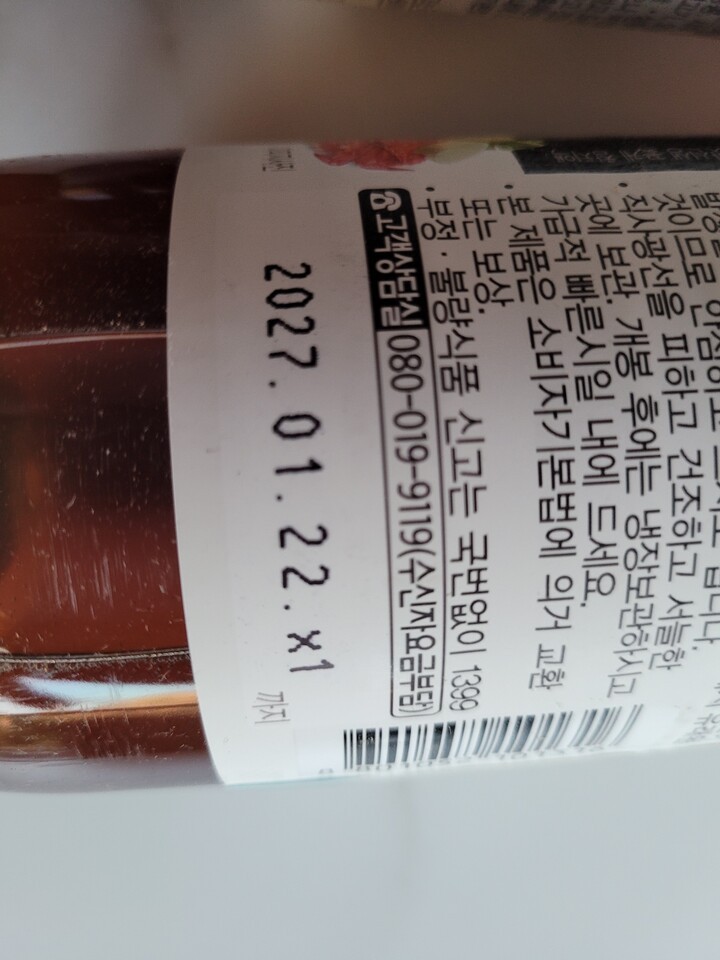 것이므로 안심하고 드셔도 됩니다.
· 직사광선을 피하고 건조하고 서늘한
곳에 보관. 개봉 후에는 냉장보관하시고
가급적 빠른시일 내에 드세요.
· 본 제품은 소비자기본법에 의거 교환
또는 보상.
· 부정 · 불량식품 신고는 국번없이 1399
고객상담실 080-019-9119(수신자요금부담)
2027.01.22.x1
까지